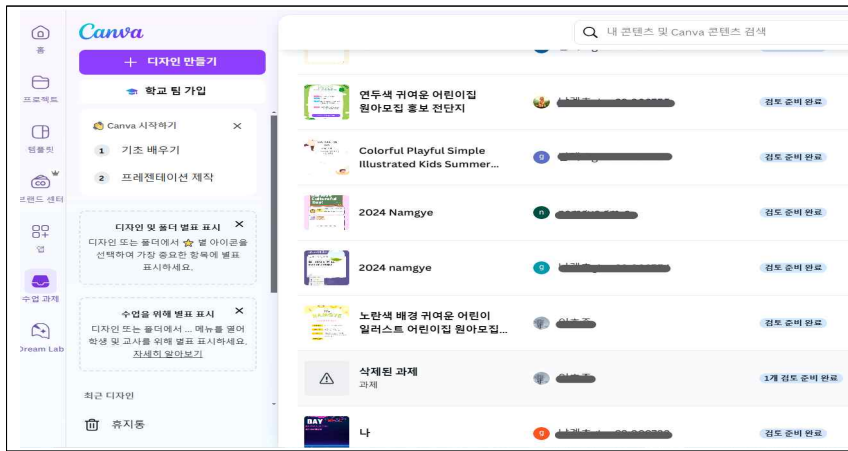 홈
프로젝트
템플릿
브랜드 센터
앱
수업 과제
Dream Lab
Canva
+ 디자인 만들기
학교 팀 가입
Canva 시작하기
1 기초 배우기
2 프레젠테이션 제작
디자인 및 폴더 별표 표시
디자인 또는 폴더에서 ⭐ 별 아이콘을
선택하여 가장 중요한 항목에 별표
표시하세요.
수업을 위해 별표 표시
디자인 또는 폴더에서 ... 메뉴를 열어
학생 및 교사를 위해 별표 표시하세요.
자세히 알아보기
최근 디자인
휴지통
내 콘텐츠 및 Canva 콘텐츠 검색
연두색 귀여운 어린이집
원아모집 홍보 전단지
검토 준비 완료
Colorful Playful Simple
Illustrated Kids Summer...
g
검토 준비 완료
2024 Namgye
n
검토 준비 완료
2024 namgye
g
검토 준비 완료
노란색 배경 귀여운 어린이
일러스트 어린이집 원아모집...
검토 준비 완료
삭제된 과제
과제
1개 검토 준비 완료
나
g
검토 준비 완료